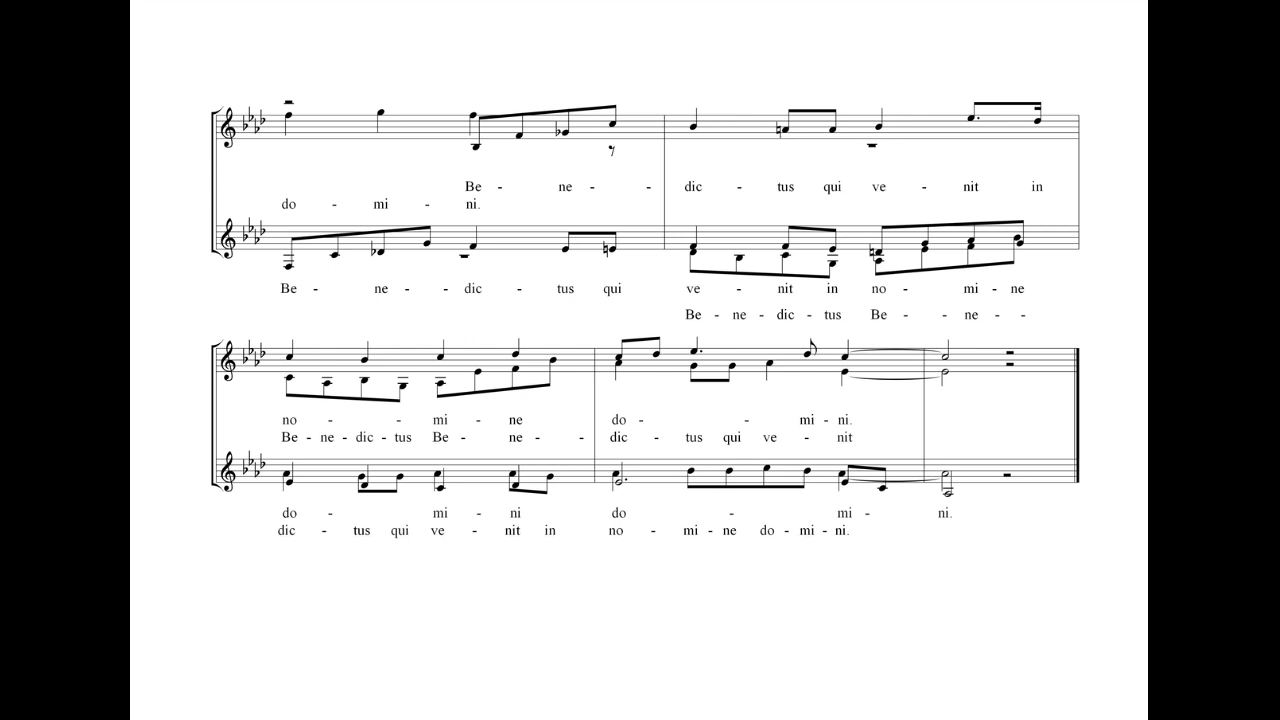 Be - ne - - dic - tus qui ve - nit in
do - mi - ni.
Be - ne - dic - tus qui ve - nit in no - mi - ne
Be - ne - dic - tus Be - ne -
no - - mi - ne do - - mi - ni.
Be - ne - dic - tus Be - ne - dic - tus qui ve - nit
do - mi - ni do - mi - ni.
dic - tus qui ve - nit in no - mi - ne do - mi - ni.